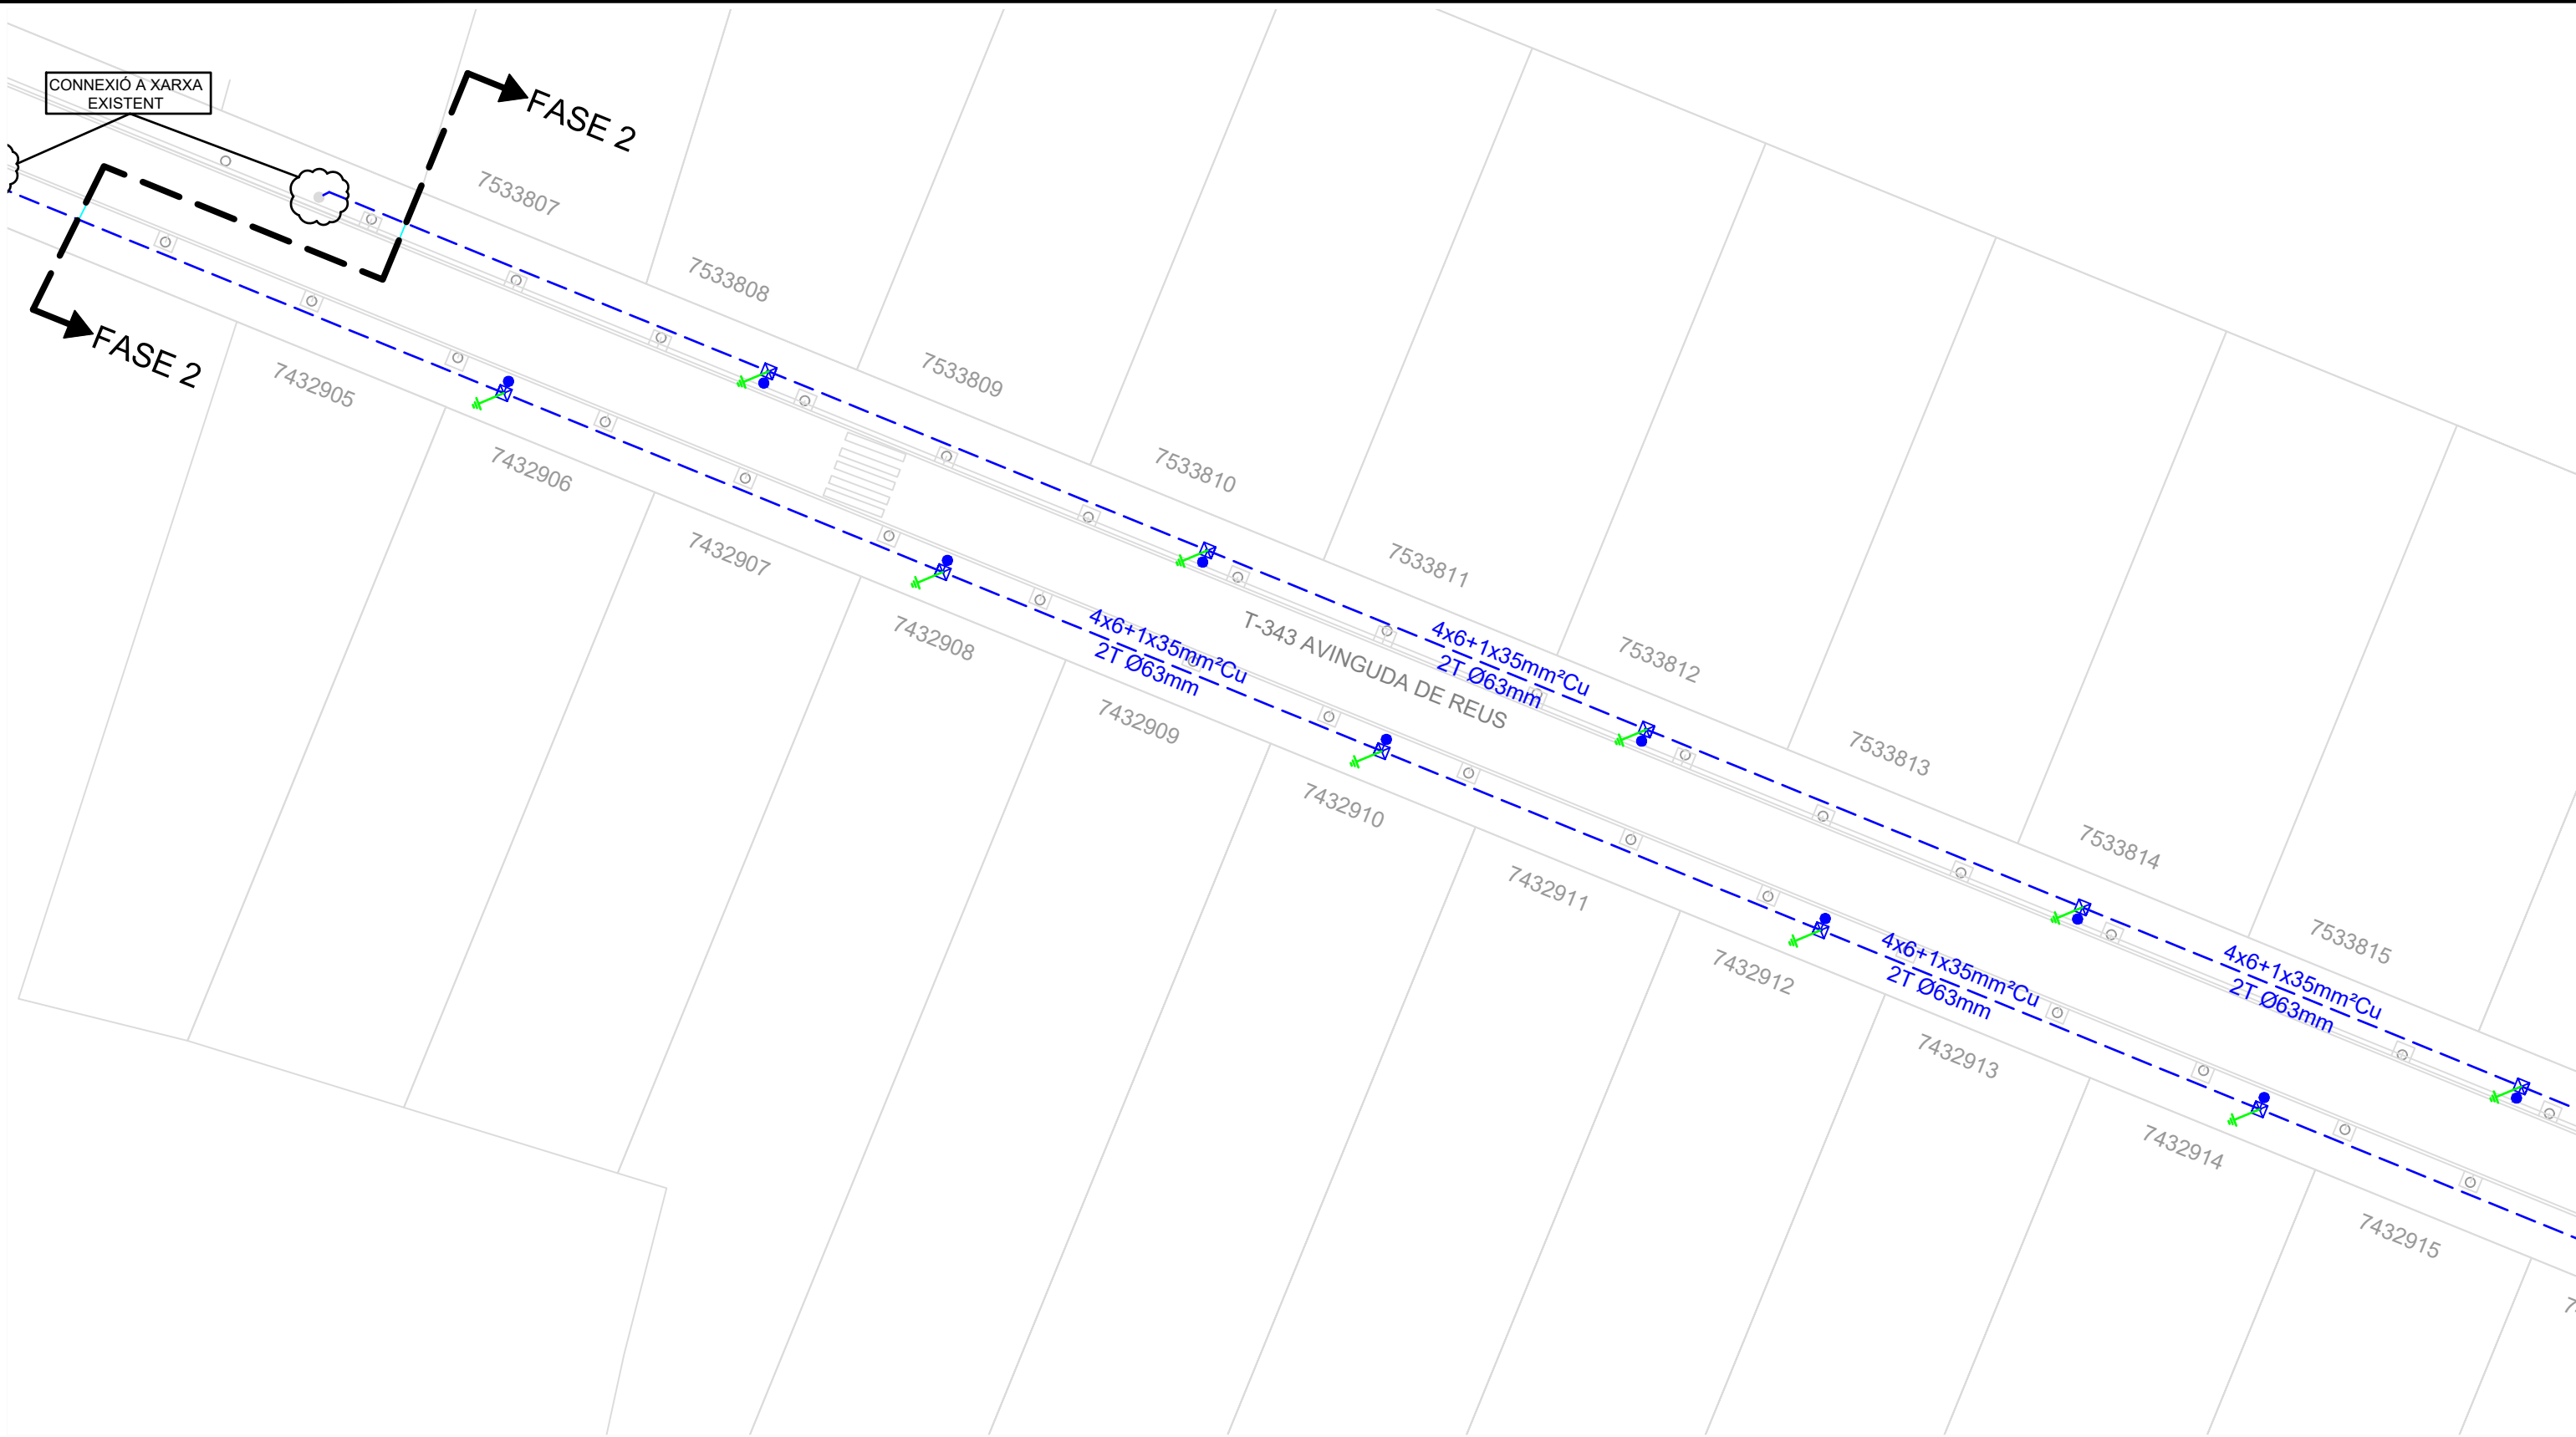 CONNEXIÓ A XARXA
EXISTENT
FASE 2
FASE 2
7533807
7533808
7533809
7533810
7533811
7533812
7533813
7533814
7533815
4x6+1x35mm²Cu
2T Ø63mm
4x6+1x35mm²Cu
2T Ø63mm
T-343 AVINGUDA DE REUS
4x6+1x35mm²Cu
2T Ø63mm
4x6+1x35mm²Cu
2T Ø63mm
7432905
7432906
7432907
7432908
7432909
7432910
7432911
7432912
7432913
7432914
7432915